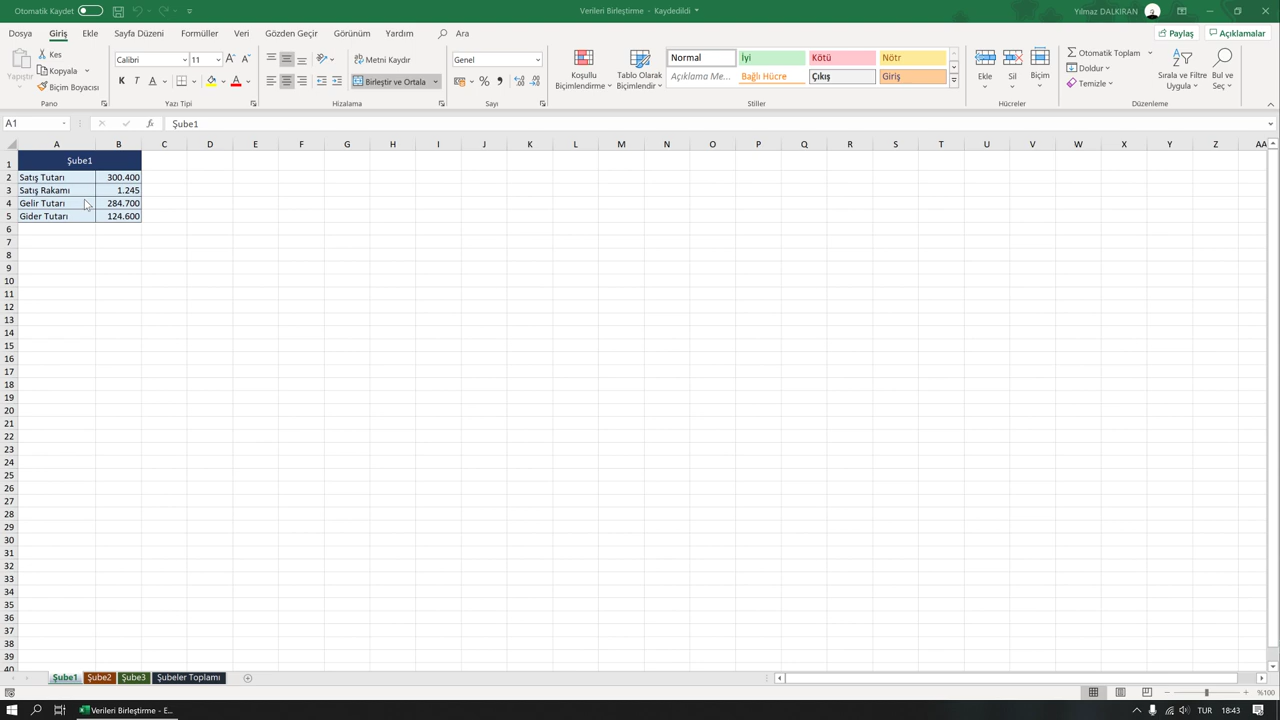 Otomatik Kaydet
Verileri Birleştirme - Kaydedildi
Yılmaz DALKIRAN
Dosya Giriş Ekle Sayfa Düzeni Formüller Veri Gözden Geçir Görünüm Yardım Ara
Paylaş Açıklamalar
Yapıştır
Kes
Kopyala
Biçim Boyacısı
Pano
Calibri 11
K T A
Yazı Tipi
Metni Kaydır
Birleştir ve Ortala
Hizalama
Genel
%
Sayı
Koşullu
Biçimlendirme
Tablo Olarak
Biçimlendir
Normal İyi Kötü Nötr
Açıklama Me... Bağlı Hücre Çıkış Giriş
Stiller
Ekle Sil Biçim
Hücreler
Otomatik Toplam
Doldur
Temizle
Sırala ve Filtre
Uygula
Bul ve
Seç
Düzenleme
A1 fx Şube1
A B C D E F G H I J K L M N O P Q R S T U V W X Y Z AA
1 Şube1
2 Satış Tutarı 300.400
3 Satış Rakamı 1.245
4 Gelir Tutarı 284.700
5 Gider Tutarı 124.600
6
7
8
9
10
11
12
13
14
15
16
17
18
19
20
21
22
23
24
25
26
27
28
29
30
31
32
33
34
35
36
37
38
39
40
Şube1 Şube2 Şube3 Şubeler Toplamı
%100
Verileri Birleştirme - E...
TUR 18:43